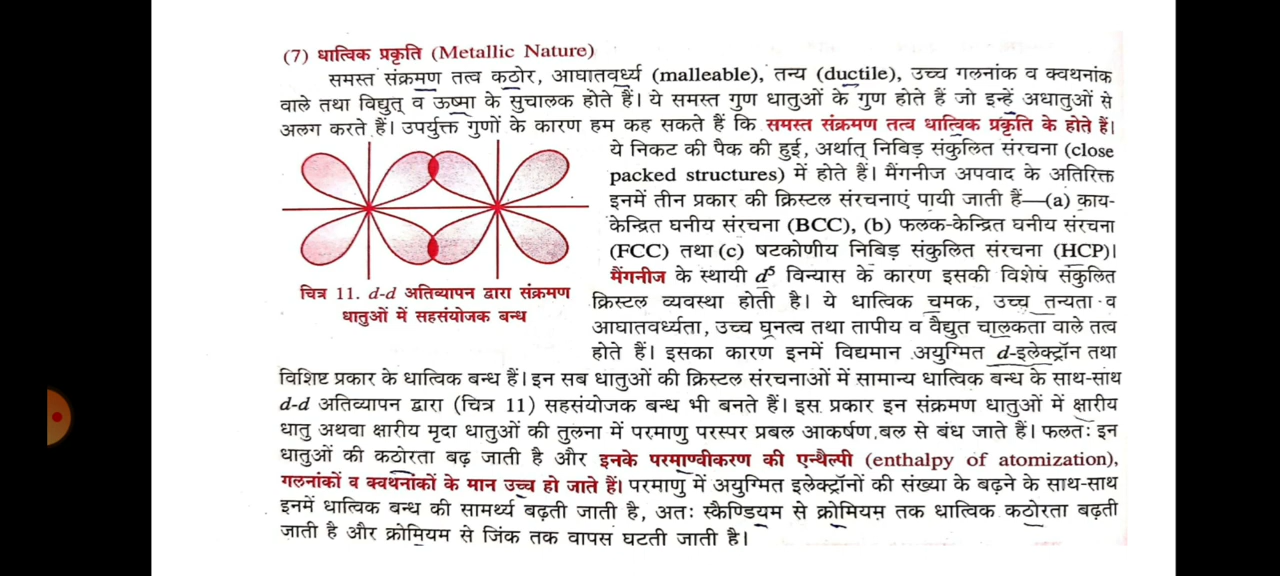 (7) धात्विक प्रकृति (Metallic Nature)
समस्त संक्रमण तत्व कठोर, आघातवर्ध्य (malleable), तन्य (ductile), उच्च गलनांक व क्वथनांक
वाले तथा विद्युत् व ऊष्मा के सुचालक होते हैं। ये समस्त गुण धातुओं के गुण होते हैं जो इन्हें अधातुओं से
अलग करते हैं। उपर्युक्त गुणों के कारण हम कह सकते हैं कि समस्त संक्रमण तत्व धात्विक प्रकृति के होते हैं।
ये निकट की पैक की हुई, अर्थात् निबिड़ संकुलित संरचना (close
packed structures) में होते हैं। मैंगनीज अपवाद के अतिरिक्त
इनमें तीन प्रकार की क्रिस्टल संरचनाएं पायी जाती हैं—(a) काय-
केन्द्रित घनीय संरचना (BCC), (b) फलक-केन्द्रित घनीय संरचना
(FCC) तथा (c) षटकोणीय निबिड़ संकुलित संरचना (HCP)।
मैंगनीज के स्थायी d⁵ विन्यास के कारण इसकी विशेष संकुलित
क्रिस्टल व्यवस्था होती है। ये धात्विक चमक, उच्च तन्यता व
आघातवर्ध्यता, उच्च घनत्व तथा तापीय व वैद्युत चालकता वाले तत्व
होते हैं। इसका कारण इनमें विद्यमान अयुग्मित d-इलेक्ट्रॉन तथा
चित्र 11. d-d अतिव्यापन द्वारा संक्रमण
धातुओं में सहसंयोजक बन्ध
विशिष्ट प्रकार के धात्विक बन्ध हैं। इन सब धातुओं की क्रिस्टल संरचनाओं में सामान्य धात्विक बन्ध के साथ-साथ
d-d अतिव्यापन द्वारा (चित्र 11) सहसंयोजक बन्ध भी बनते हैं। इस प्रकार इन संक्रमण धातुओं में क्षारीय
धातु अथवा क्षारीय मृदा धातुओं की तुलना में परमाणु परस्पर प्रबल आकर्षण बल से बंध जाते हैं। फलतः इन
धातुओं की कठोरता बढ़ जाती है और इनके परमाण्वीकरण की एन्थैल्पी (enthalpy of atomization),
गलनांकों व क्वथनांकों के मान उच्च हो जाते हैं। परमाणु में अयुग्मित इलेक्ट्रॉनों की संख्या के बढ़ने के साथ-साथ
इनमें धात्विक बन्ध की सामर्थ्य बढ़ती जाती है, अतः स्कैण्डियम से क्रोमियम तक धात्विक कठोरता बढ़ती
जाती है और क्रोमियम से जिंक तक वापस घटती जाती है।